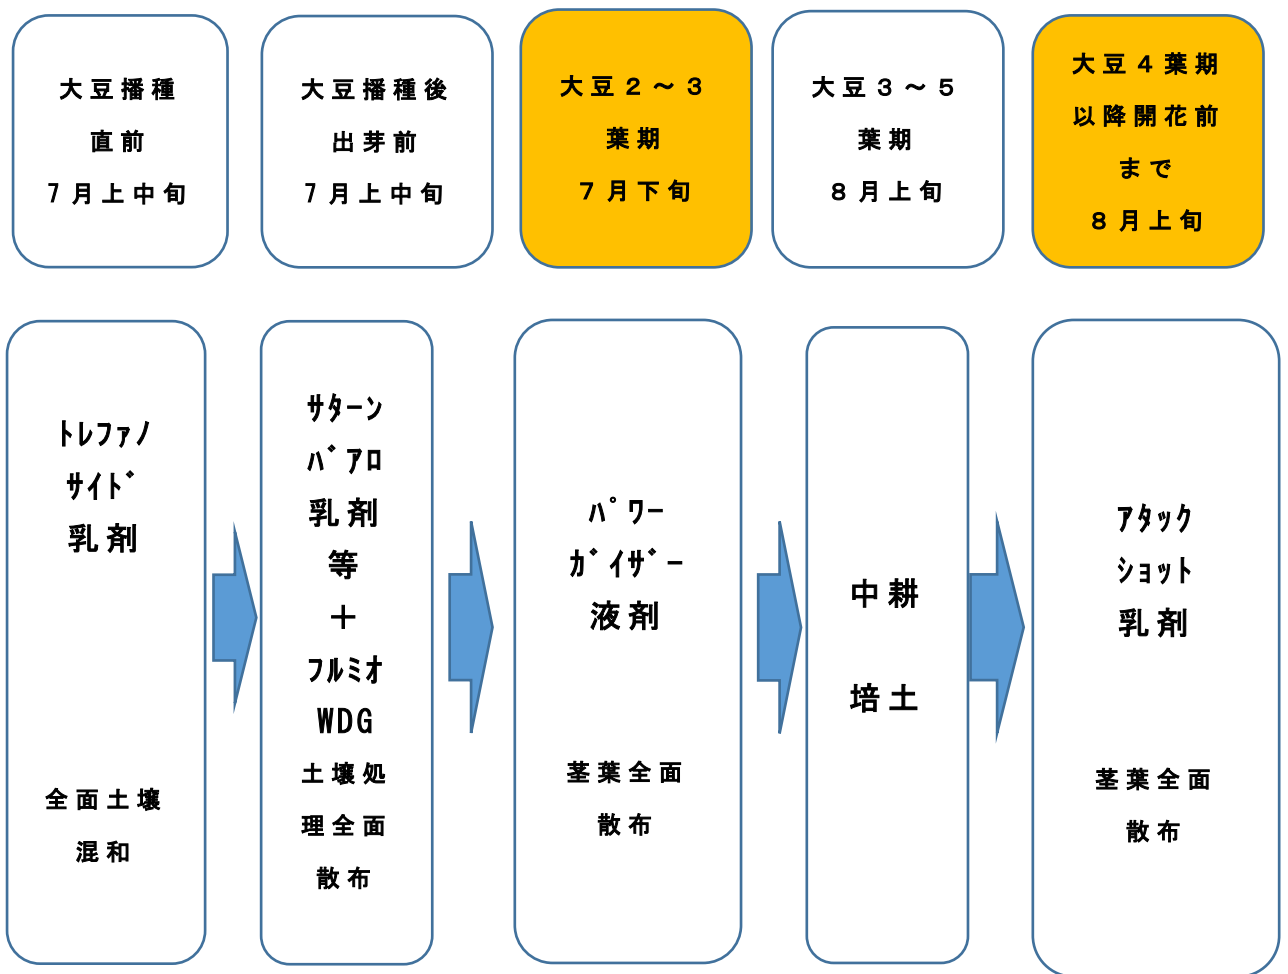 大豆播種
直前
7月上中旬
大豆播種後
出芽前
7月上中旬
大豆２～３
葉期
７月下旬
大豆３～５
葉期
８月上旬
大豆４葉期
以降開花前
まで
８月上旬
ﾄﾚﾌｧﾉ
ｻｲﾄﾞ
乳剤
全面土壌
混和
ｻﾀｰﾝ
ﾊﾞｱﾛ
乳剤
等
＋
ﾌﾙﾐｵ
WDG
土壌処
理全面
散布
ﾊﾟﾜｰ
ｶﾞｲｻﾞｰ
液剤
茎葉全面
散布
中耕
培土
ｱﾀｯｸ
ｼｮｯﾄ
乳剤
茎葉全面
散布